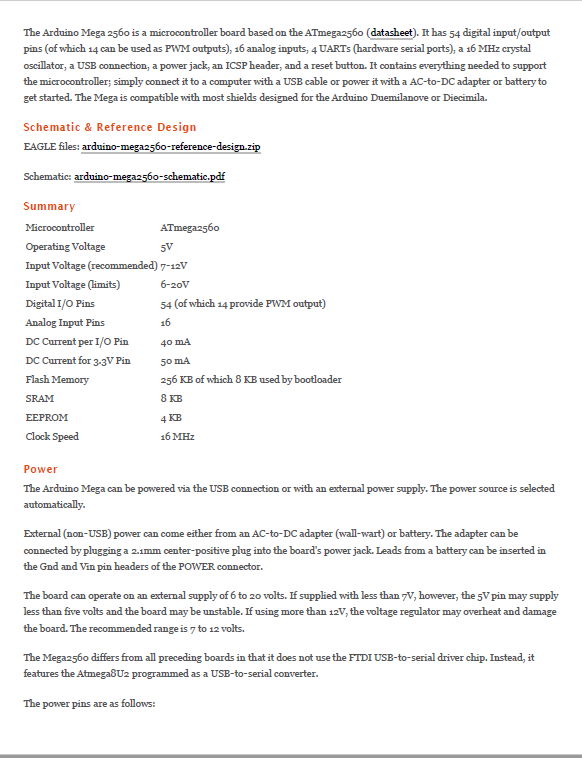 The Arduino Mega 2560 is a microcontroller board based on the ATmega2560 (datasheet). It has 54 digital input/output
pins (of which 14 can be used as PWM outputs), 16 analog inputs, 4 UARTs (hardware serial ports), a 16 MHz crystal
oscillator, a USB connection, a power jack, an ICSP header, and a reset button. It contains everything needed to support
the microcontroller; simply connect it to a computer with a USB cable or power it with a AC-to-DC adapter or battery to
get started. The Mega is compatible with most shields designed for the Arduino Duemilanove or Diecimila.
Schematic & Reference Design
EAGLE files: arduino-mega2560-reference-design.zip
Schematic: arduino-mega2560-schematic.pdf
Summary
Microcontroller ATmega2560
Operating Voltage 5V
Input Voltage (recommended) 7-12V
Input Voltage (limits) 6-20V
Digital I/O Pins 54 (of which 14 provide PWM output)
Analog Input Pins 16
DC Current per I/O Pin 40 mA
DC Current for 3.3V Pin 50 mA
Flash Memory 256 KB of which 8 KB used by bootloader
SRAM 8 KB
EEPROM 4 KB
Clock Speed 16 MHz
Power
The Arduino Mega can be powered via the USB connection or with an external power supply. The power source is selected
automatically.
External (non-USB) power can come either from an AC-to-DC adapter (wall-wart) or battery. The adapter can be
connected by plugging a 2.1mm center-positive plug into the board's power jack. Leads from a battery can be inserted in
the Gnd and Vin pin headers of the POWER connector.
The board can operate on an external supply of 6 to 20 volts. If supplied with less than 7V, however, the 5V pin may supply
less than five volts and the board may be unstable. If using more than 12V, the voltage regulator may overheat and damage
the board. The recommended range is 7 to 12 volts.
The Mega2560 differs from all preceding boards in that it does not use the FTDI USB-to-serial driver chip. Instead, it
features the Atmega8U2 programmed as a USB-to-serial converter.
The power pins are as follows: